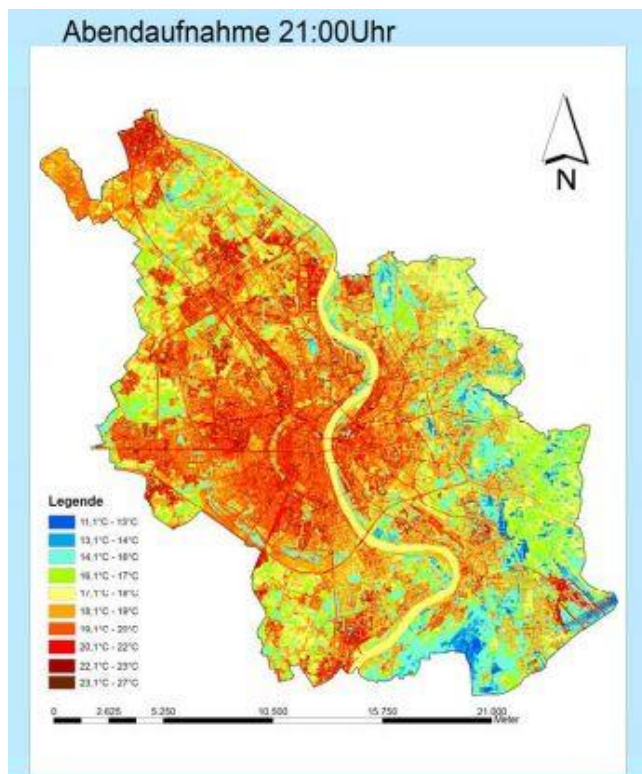 Abendaufnahme 21:00Uhr
N
Legende
11,1°C - 13°C
13,1°C - 14°C
14,1°C - 16°C
16,1°C - 17°C
17,1°C - 18°C
18,1°C - 19°C
19,1°C - 20°C
20,1°C - 22°C
22,1°C - 23°C
23,1°C - 27°C
0 2.625 5.250 10.500 15.750 21.000
Meter